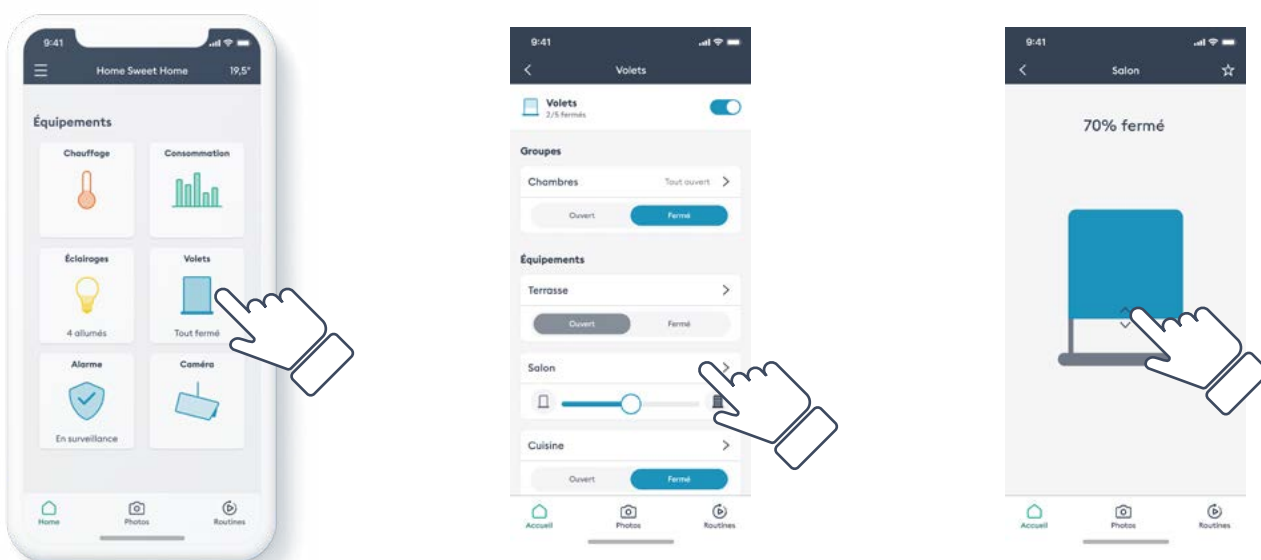 9:41
Home Sweet Home 19,5°
Équipements
Chauffage Consommation
Éclairages Volets
4 allumés Tout fermé
Alarme Caméra
En surveillance
Home Photos Routines
9:41
Volets
Volets
2/5 fermés
Groupes
Chambres Tout ouvert
Ouvert Fermé
Équipements
Terrasse
Ouvert Fermé
Salon
Cuisine
Ouvert Fermé
Accueil Photos Routines
9:41
Salon
70% fermé
Accueil Photos Routines